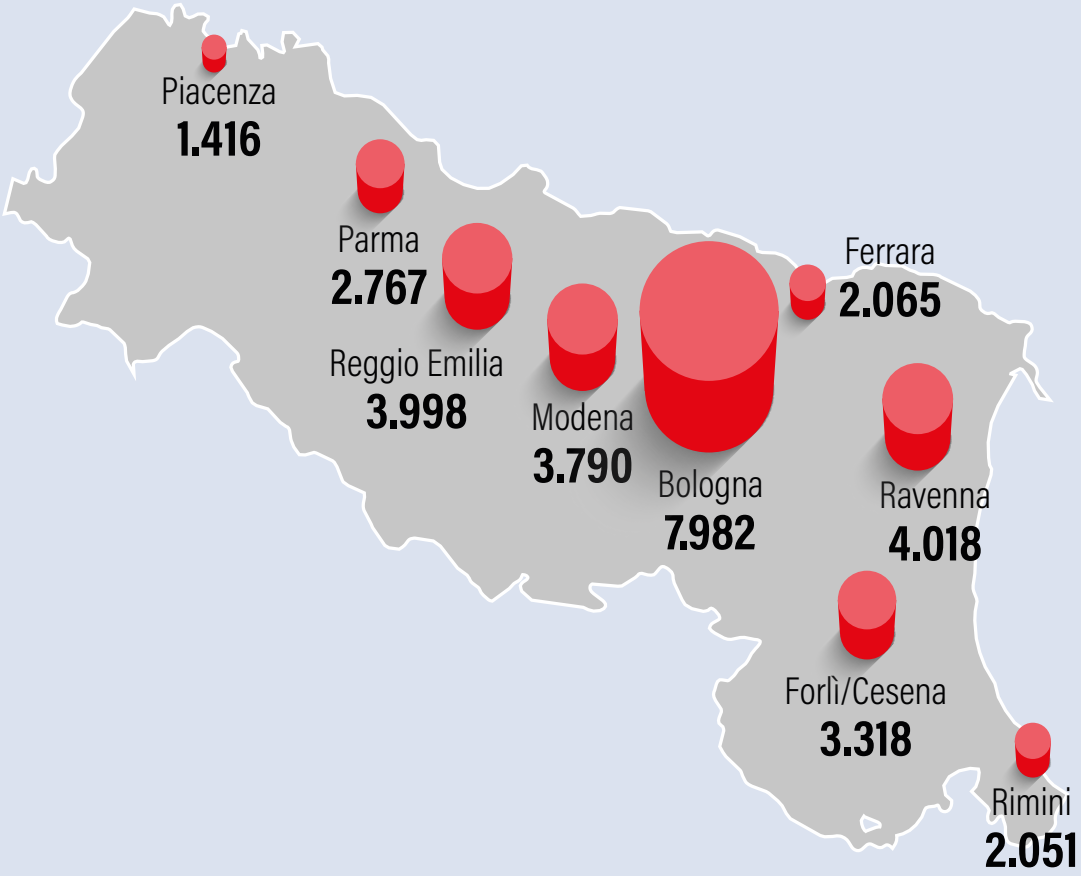 Piacenza
1.416
Parma
2.767
Reggio Emilia
3.998
Modena
3.790
Bologna
7.982
Ferrara
2.065
Ravenna
4.018
Forlì/Cesena
3.318
Rimini
2.051